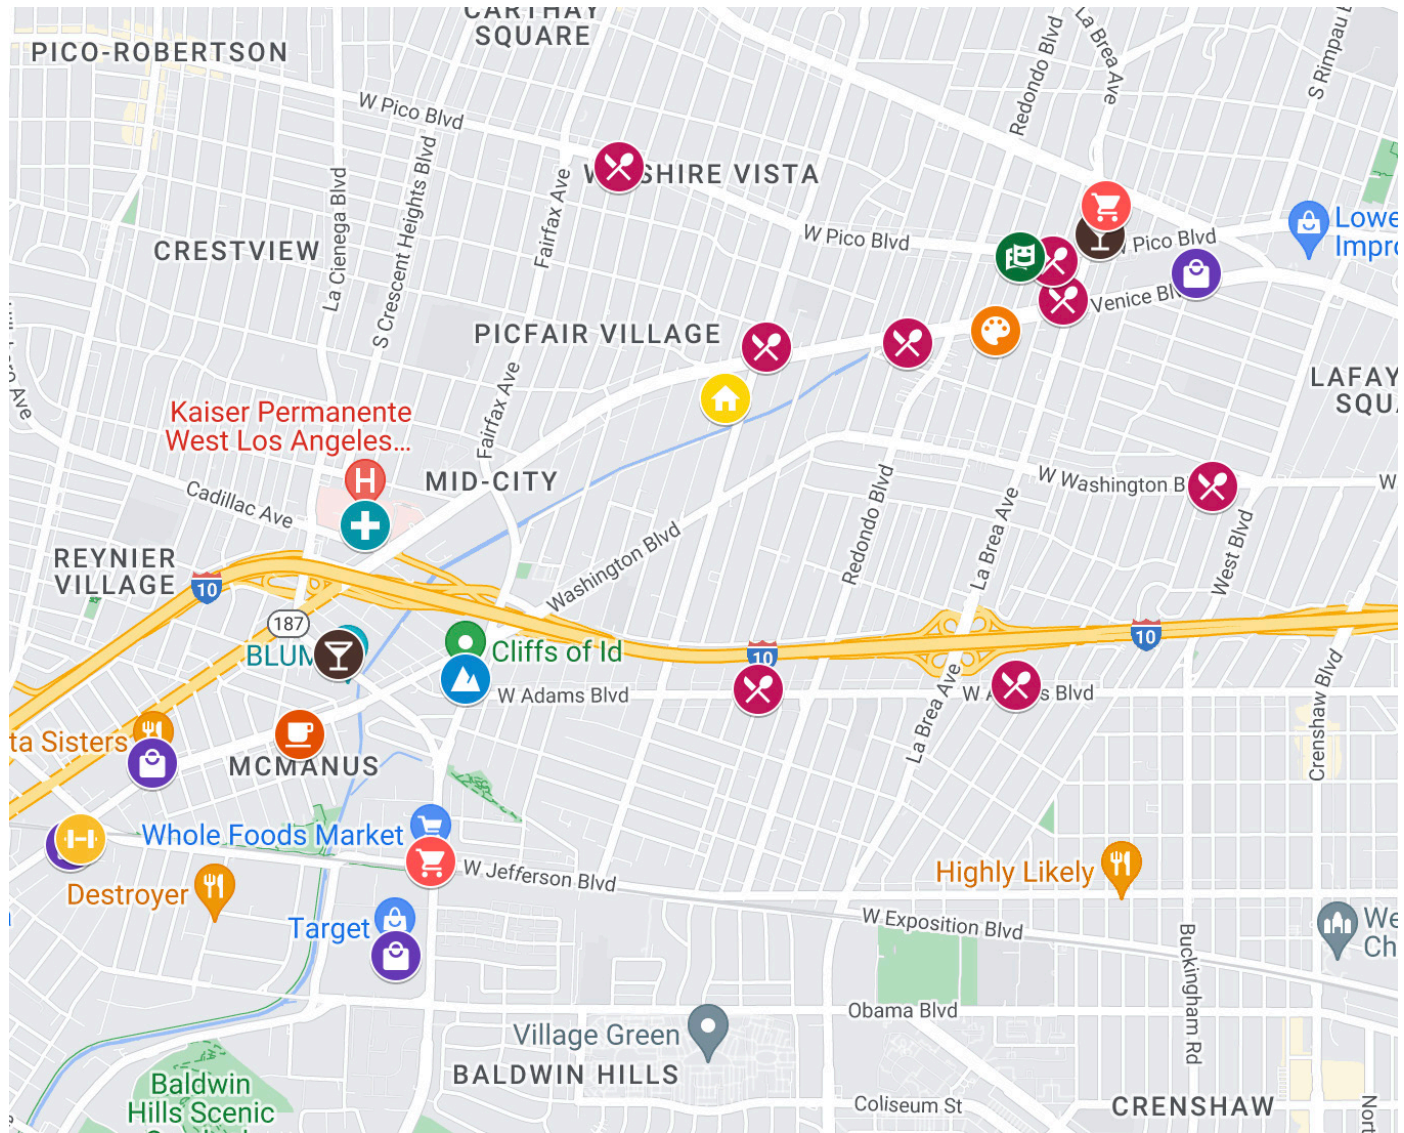 CARTHAY
SQUARE
PICO-ROBERTSON
W Pico Blvd
La Cienega Blvd
S Crescent Heights Blvd
Fairfax Ave
Redondo Blvd
La Brea Ave
S Rimpau B
SHIRE VISTA
W Pico Blvd
Pico Blvd
Lowe
Impro
CRESTVIEW
Venice Blv
PICFAIR VILLAGE
Fairfax Ave
LAFAY
SQU
Kaiser Permanente
West Los Angeles...
H
MID-CITY
Cadillac Ave
W Washington B
W
Redondo Blvd
La Brea Ave
West Blvd
REYNIER
VILLAGE
Washington Blvd
10
187
10
10
BLUM
Cliffs of Id
W Adams Blvd
W A s Blvd
La Brea Ave
Crenshaw Blvd
ta Sisters
MCMANUS
Whole Foods Market
W Jefferson Blvd
Highly Likely
Destroyer
Target
W Exposition Blvd
We
Ch
Buckingham Rd
Obama Blvd
Village Green
BALDWIN HILLS
Baldwin
Hills Scenic
Coliseum St
CRENSHAW
Nort